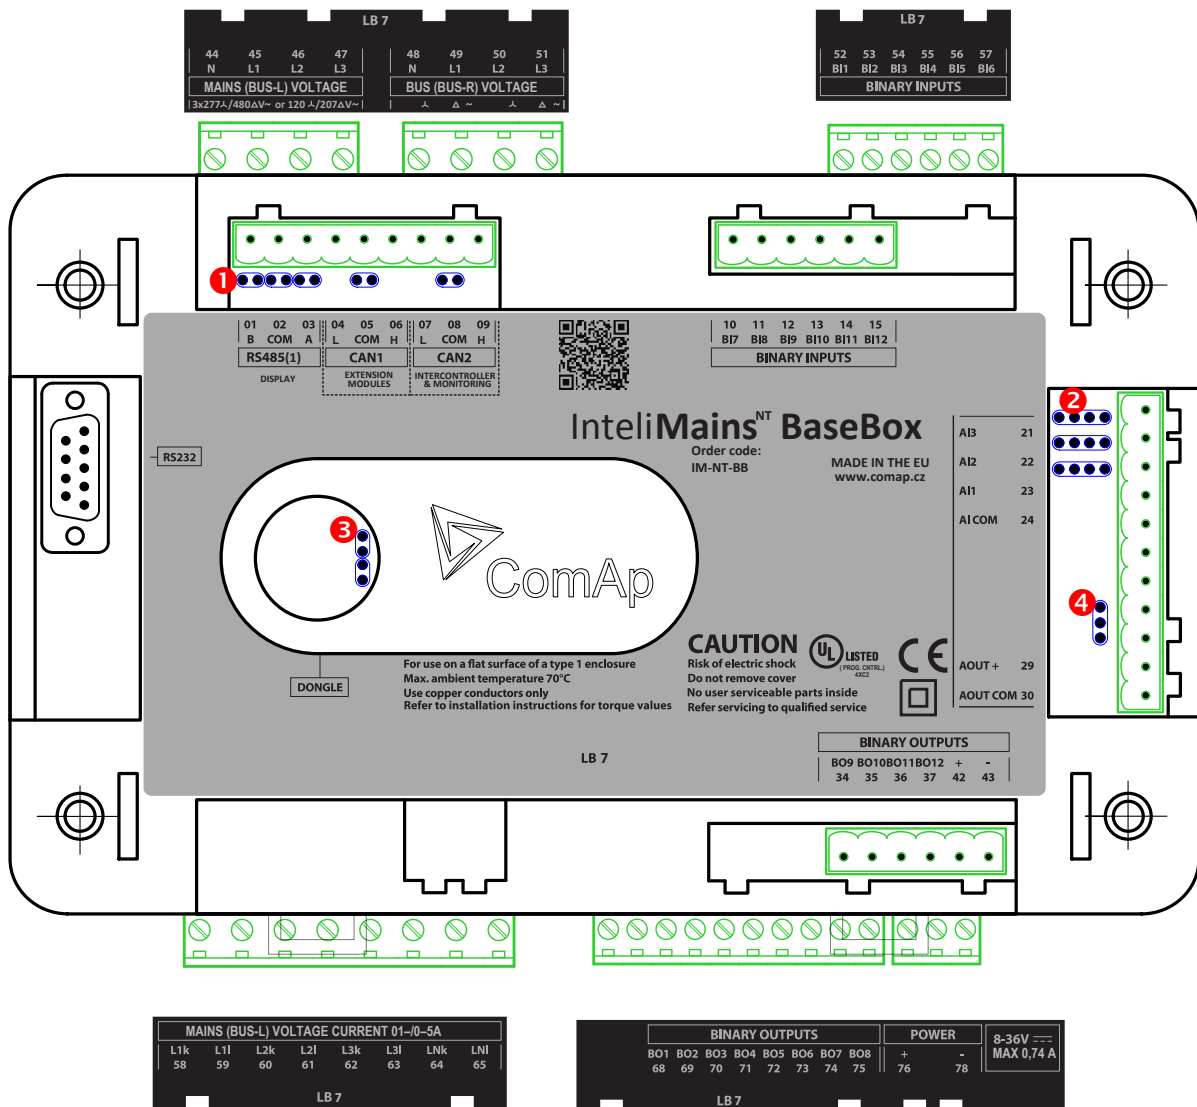 LB 7
44 45 46 47 48 49 50 51
N L1 L2 L3 N L1 L2 L3
MAINS (BUS-L) VOLTAGE BUS (BUS-R) VOLTAGE
3x277⅄/480ΔV~ or 120 ⅄/207ΔV~ ⅄ Δ ~ ⅄ Δ ~
LB 7
52 53 54 55 56 57
BI1 BI2 BI3 BI4 BI5 BI6
BINARY INPUTS
1
01 02 03 04 05 06 07 08 09
B COM A L COM H L COM H
RS485(1) CAN1 CAN2
DISPLAY
EXTENSION
MODULES
INTERCONTROLLER
& MONITORING
10 11 12 13 14 15
BI7 BI8 BI9 BI10 BI11 BI12
BINARY INPUTS
2
InteliMains NT BaseBox
Order code:
IM-NT-BB
MADE IN THE EU
www.comap.cz
AI3 21
AI2 22
AI1 23
AI COM 24
RS232
3
ComAp
4
DONGLE
For use on a flat surface of a type 1 enclosure
Max. ambient temperature 70°C
Use copper conductors only
Refer to installation instructions for torque values
CAUTION
Risk of electric shock
Do not remove cover
No user serviceable parts inside
Refer servicing to qualified service
UL LISTED
( PROG. CNTRL.)
4XC2
CE
AOUT + 29
AOUT COM 30
LB 7
BINARY OUTPUTS
BO9 BO10 BO11 BO12 + -
34 35 36 37 42 43
MAINS (BUS-L) VOLTAGE CURRENT 01–/0–5A
L1k L1l L2k L2l L3k L3l LNk LNl
58 59 60 61 62 63 64 65
LB 7
BINARY OUTPUTS POWER
BO1 BO2 BO3 BO4 BO5 BO6 BO7 BO8 + -
68 69 70 71 72 73 74 75 76 78
8-36V
MAX 0,74 A
LB 7